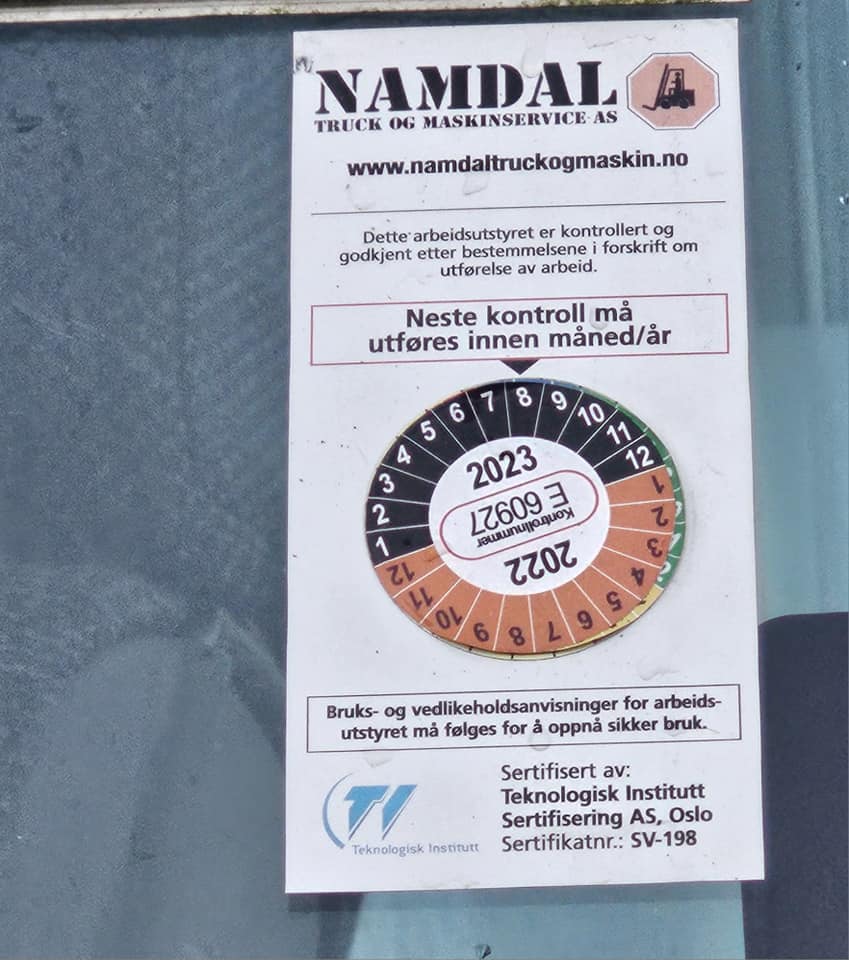 NAMDAL
TRUCK OG MASKINSERVICE AS
www.namdaltruckogmaskin.no
Dette arbeidsutstyret er kontrollert og
godkjent etter bestemmelsene i forskrift om
utførelse av arbeid.
Neste kontroll må
utføres innen måned/år
1 2 3 4 5 6 7 8 9 10 11 12
2023
Kontrollnummer
E 60927
2022
1 2 3 4 5 6 7 8 9 10 11 12
Bruks- og vedlikeholdsanvisninger for arbeids-
utstyret må følges for å oppnå sikker bruk.
TI
Teknologisk Institutt
Sertifisert av:
Teknologisk Institutt
Sertifisering AS, Oslo
Sertifikatnr.: SV-198